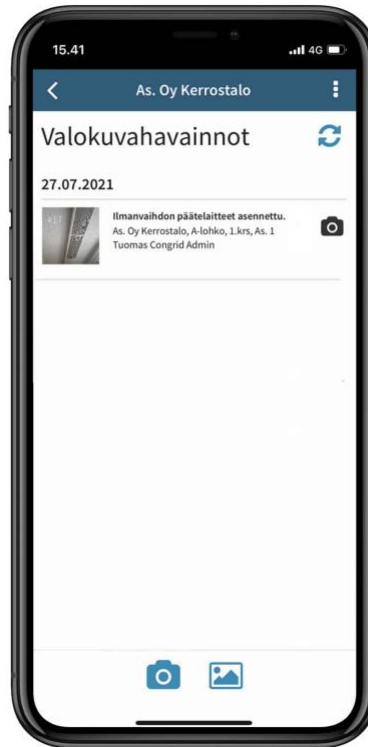 15.41
4G
As. Oy Kerrostalo
Valokuvahavainnot
27.07.2021
Ilmanvaihdon päätelaitteet asennettu.
As. Oy Kerrostalo, A-lohko, 1.krs, As. 1
Tuomas Congrid Admin